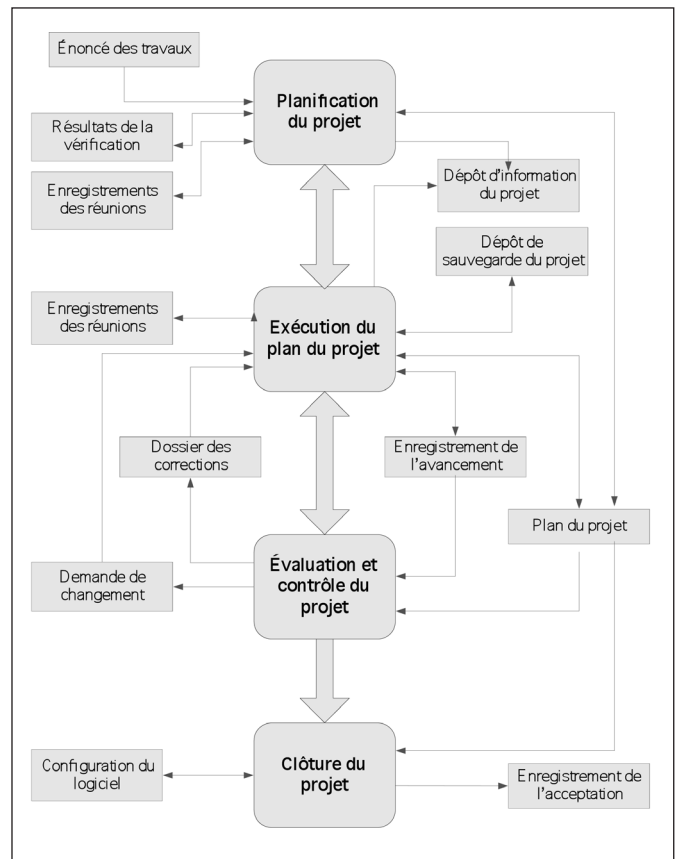 Énoncé des travaux
Planification
du projet
Résultats de la
vérification
Enregistrements
des réunions
Dépôt d'information
du projet
Dépôt de
sauvegarde du projet
Enregistrements
des réunions
Exécution du
plan du projet
Dossier des
corrections
Enregistrement de
l'avancement
Plan du projet
Évaluation et
contrôle du
projet
Demande de
changement
Clôture du
projet
Configuration du
logiciel
Enregistrement de
l'acceptation